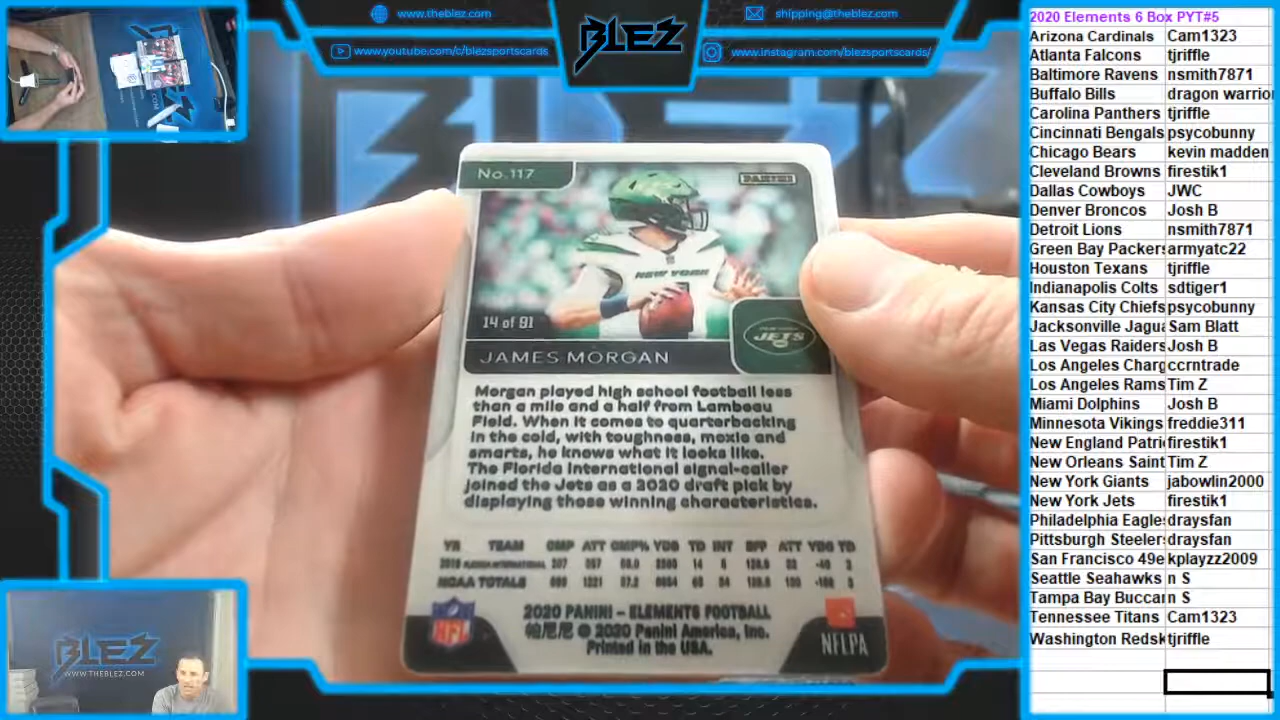 www.theblez.com
shipping@theblez.com
www.youtube.com/c/blezsportscards
www.instagram.com/blezsportscards/
BLEZ
No.117
PANINI
NEW YORK
14 of 91
JETS
JAMES MORGAN
Morgan played high school football less
than a mile and a half from Lambeau
Field. When it comes to quarterbacking
in the cold, with toughness, moxie and
smarts, he knows what it looks like.
The Florida International signal-caller
joined the Jets as a 2020 draft pick by
displaying those winning characteristics.
YR TEAM CMP ATT CMP% YDS TD INT EFF ATT YDS TD
NCAA TOTALS
2020 PANINI - ELEMENTS FOOTBALL
帕尼尼 © 2020 Panini America, Inc.
Printed in the USA.
NFL
NFLPA
BLEZ
WWW.THEBLEZ.COM
2020 Elements 6 Box PYT#5
Arizona Cardinals Cam1323
Atlanta Falcons tjriffle
Baltimore Ravens nsmith7871
Buffalo Bills dragon warrior
Carolina Panthers tjriffle
Cincinnati Bengals psycobunny
Chicago Bears kevin madden
Cleveland Browns firestik1
Dallas Cowboys JWC
Denver Broncos Josh B
Detroit Lions nsmith7871
Green Bay Packers armyatc22
Houston Texans tjriffle
Indianapolis Colts sdtiger1
Kansas City Chiefs psycobunny
Jacksonville Jagua Sam Blatt
Las Vegas Raiders Josh B
Los Angeles Charg ccrntrade
Los Angeles Rams Tim Z
Miami Dolphins Josh B
Minnesota Vikings freddie311
New England Patri firestik1
New Orleans Saint Tim Z
New York Giants jabowlin2000
New York Jets firestik1
Philadelphia Eagle draysfan
Pittsburgh Steeler draysfan
San Francisco 49e kplayzz2009
Seattle Seahawks n S
Tampa Bay Buccan n S
Tennessee Titans Cam1323
Washington Redsk tjriffle